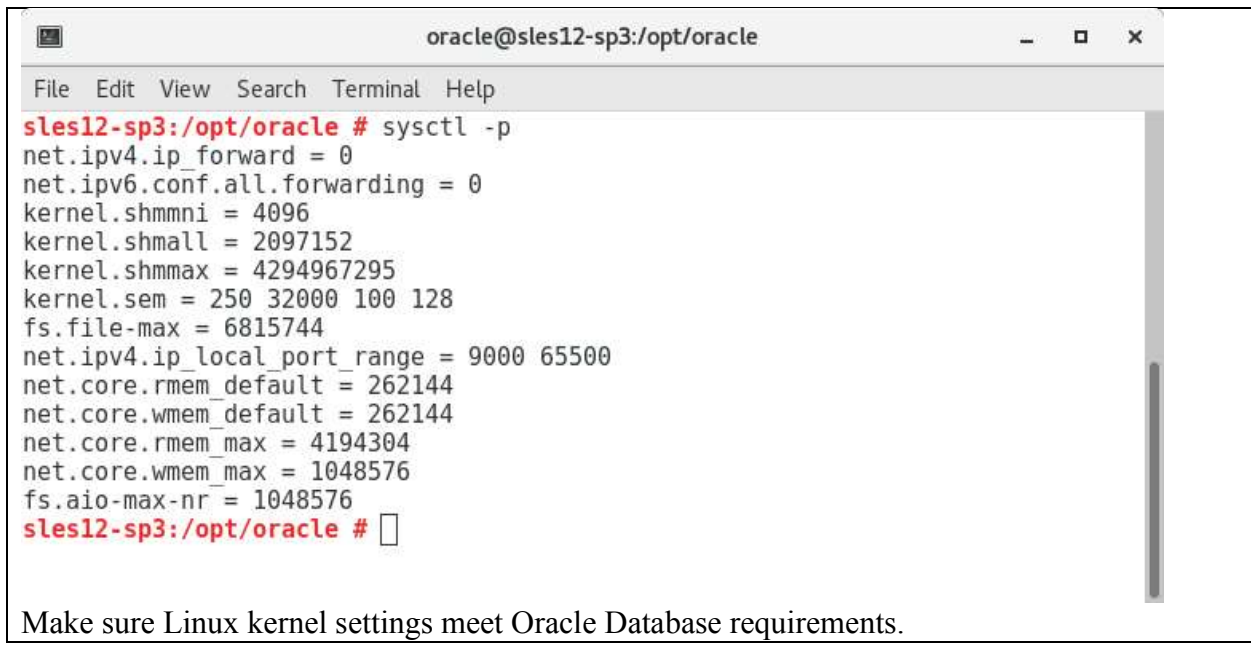 oracle@sles12-sp3:/opt/oracle
File Edit View Search Terminal Help
sles12-sp3:/opt/oracle # sysctl -p
net.ipv4.ip_forward = 0
net.ipv6.conf.all.forwarding = 0
kernel.shmmni = 4096
kernel.shmall = 2097152
kernel.shmmax = 4294967295
kernel.sem = 250 32000 100 128
fs.file-max = 6815744
net.ipv4.ip_local_port_range = 9000 65500
net.core.rmem_default = 262144
net.core.wmem_default = 262144
net.core.rmem_max = 4194304
net.core.wmem_max = 1048576
fs.aio-max-nr = 1048576
sles12-sp3:/opt/oracle #
Make sure Linux kernel settings meet Oracle Database requirements.